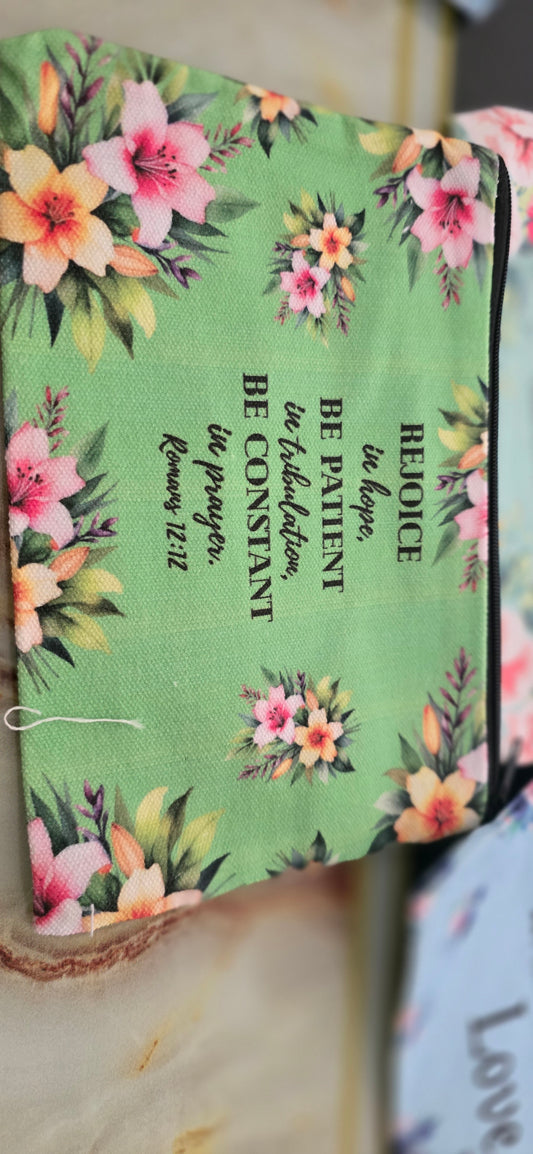 REJOICE
in hope,
BE PATIENT
in tribulation,
BE CONSTANT
in prayer.
Romans 12:12
Love